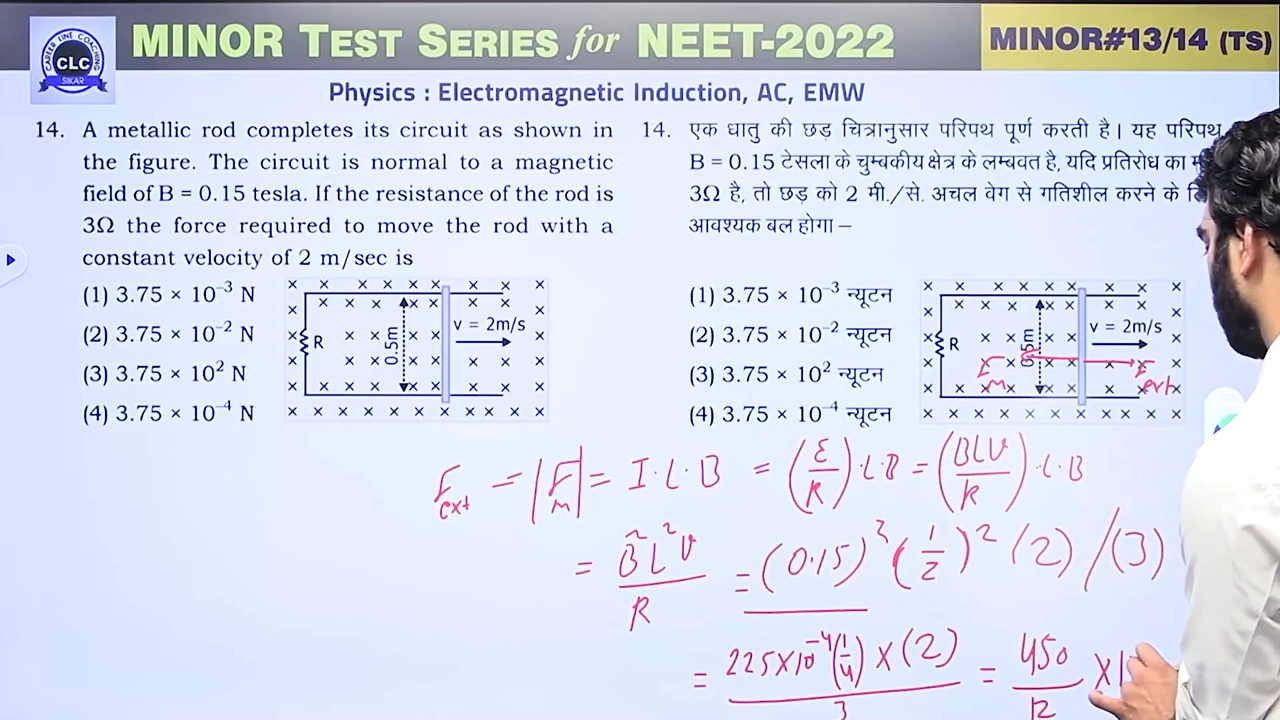 CAREER LINE COACHING
CLC
SIKAR
MINOR TEST SERIES for NEET-2022
MINOR#13/14 (TS)
Physics : Electromagnetic Induction, AC, EMW
14. A metallic rod completes its circuit as shown in
the figure. The circuit is normal to a magnetic
field of B = 0.15 tesla. If the resistance of the rod is
3Ω the force required to move the rod with a
constant velocity of 2 m/sec is
(1) 3.75 × 10⁻³ N
(2) 3.75 × 10⁻² N
(3) 3.75 × 10² N
(4) 3.75 × 10⁻⁴ N
R
0.5m
v = 2m/s
14. एक धातु की छड़ चित्रानुसार परिपथ पूर्ण करती है। यह परिपथ
B = 0.15 टेसला के चुम्बकीय क्षेत्र के लम्बवत है, यदि प्रतिरोध का
3Ω है, तो छड़ को 2 मी./से. अचल वेग से गतिशील करने के
आवश्यक बल होगा –
(1) 3.75 × 10⁻³ न्यूटन
(2) 3.75 × 10⁻² न्यूटन
(3) 3.75 × 10² न्यूटन
(4) 3.75 × 10⁻⁴ न्यूटन
R
v = 2m/s
F m
F ext
F ext = |F m| = I·L·B = (ε/R)·L·B = (BLV/R)·L·B
= B²L²V/R = (0.15)² (1/2)² (2) /(3)
= 225×10⁻⁴(1/4) × (2) / 3 = 450/12 ×